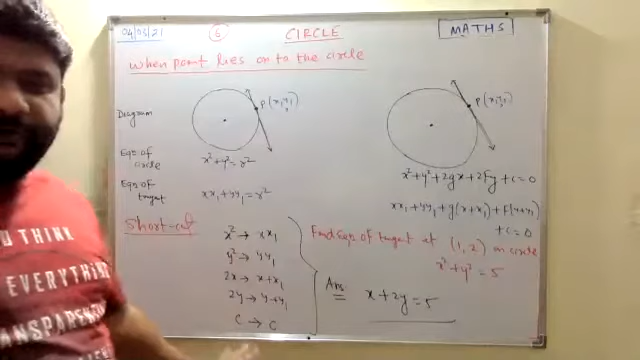 04/03/21
6
CIRCLE
MATHS
When point lies on to the circle
Diagram
P(x₁,y₁)
P(x₁,y₁)
Eqn. of circle
x²+y²=r²
x²+y²+2gx+2fy+c=0
Eqn. of tangent
xx₁+yy₁=r²
xx₁+yy₁+g(x+x₁)+f(y+y₁)
+c=0
Short-cut
x² → xx₁
y² → yy₁
2x → x+x₁
2y → y+y₁
c → c
Find Eqn of tangent at (1,2) on circle
x²+y²=5
Ans:
x+2y=5
U THINK
EVERYTHING
TRANSPARENT